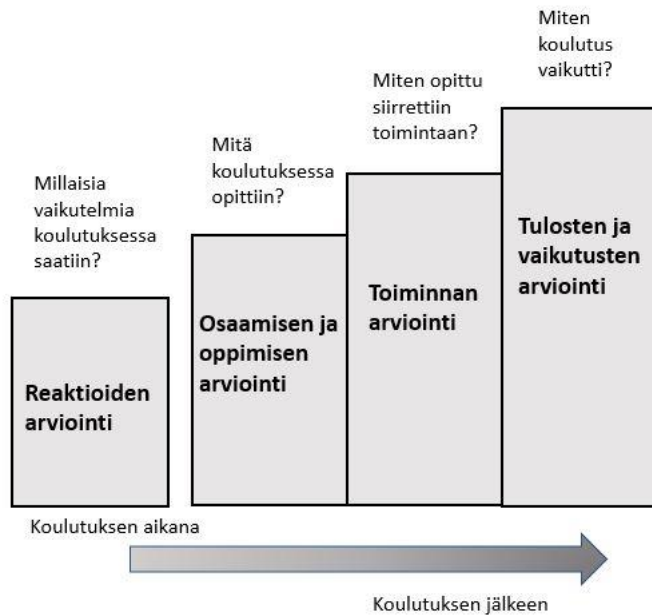 Millaisia
vaikutelmia
koulutuksessa
saatiin?
Reaktioiden
arviointi
Mitä
koulutuksessa
opittiin?
Osaamisen ja
oppimisen
arviointi
Miten opittu
siirrettiin
toimintaan?
Toiminnan
arviointi
Miten
koulutus
vaikutti?
Tulosten ja
vaikutusten
arviointi
Koulutuksen aikana
Koulutuksen jälkeen